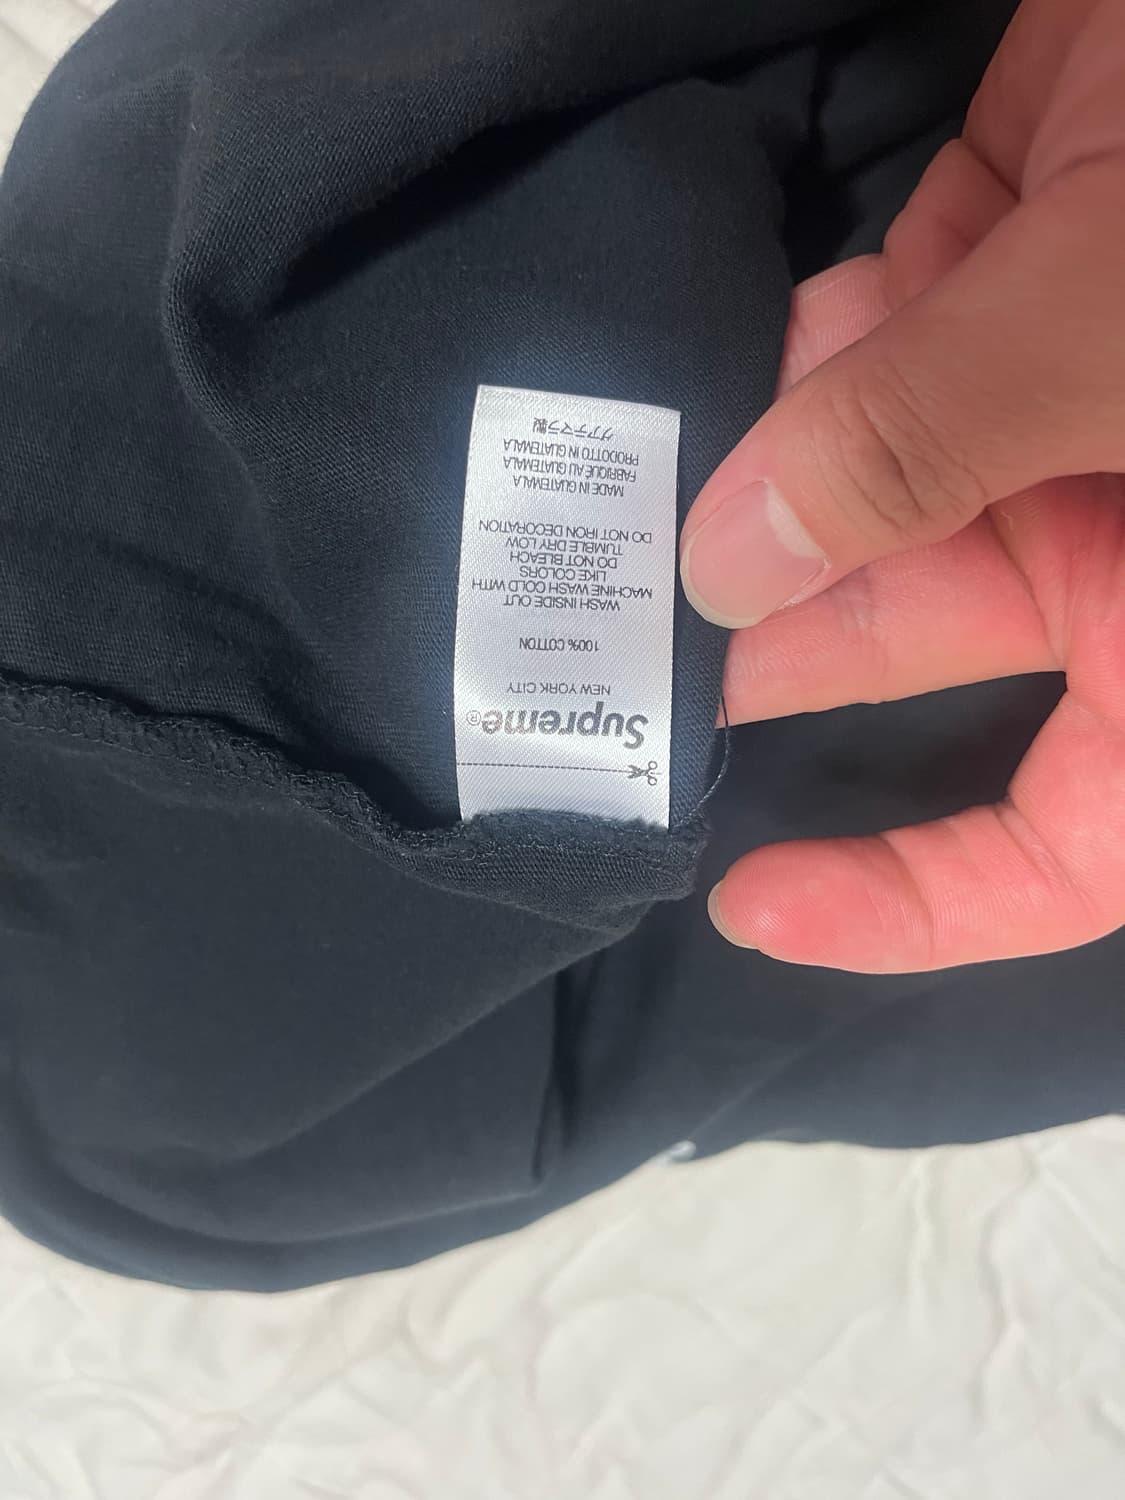 Supreme®
NEW YORK CITY
100% COTTON
WASH INSIDE OUT
MACHINE WASH COLD WITH
LIKE COLORS
DO NOT BLEACH
TUMBLE DRY LOW
DO NOT IRON DECORATION
MADE IN GUATEMALA
FABRIQUÉ AU GUATEMALA
PRODOTTO IN GUATEMALA
グアテマラ製